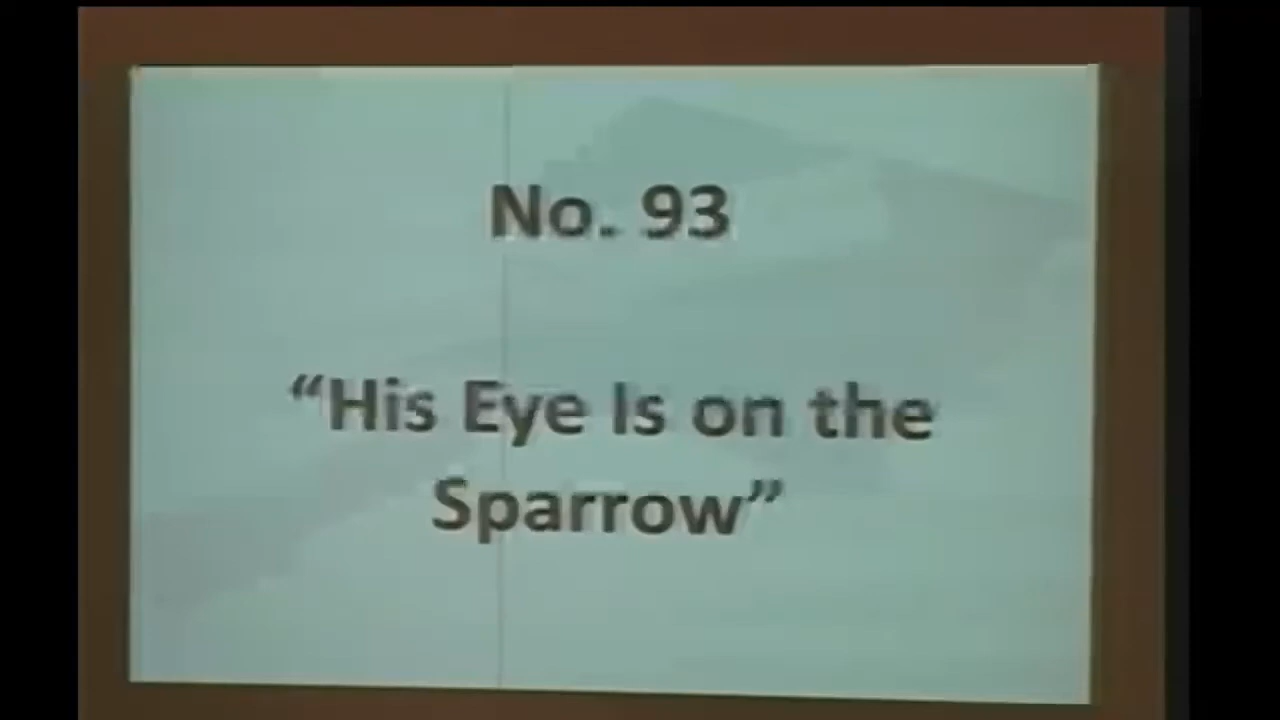 No. 93
“His Eye Is on the
Sparrow”